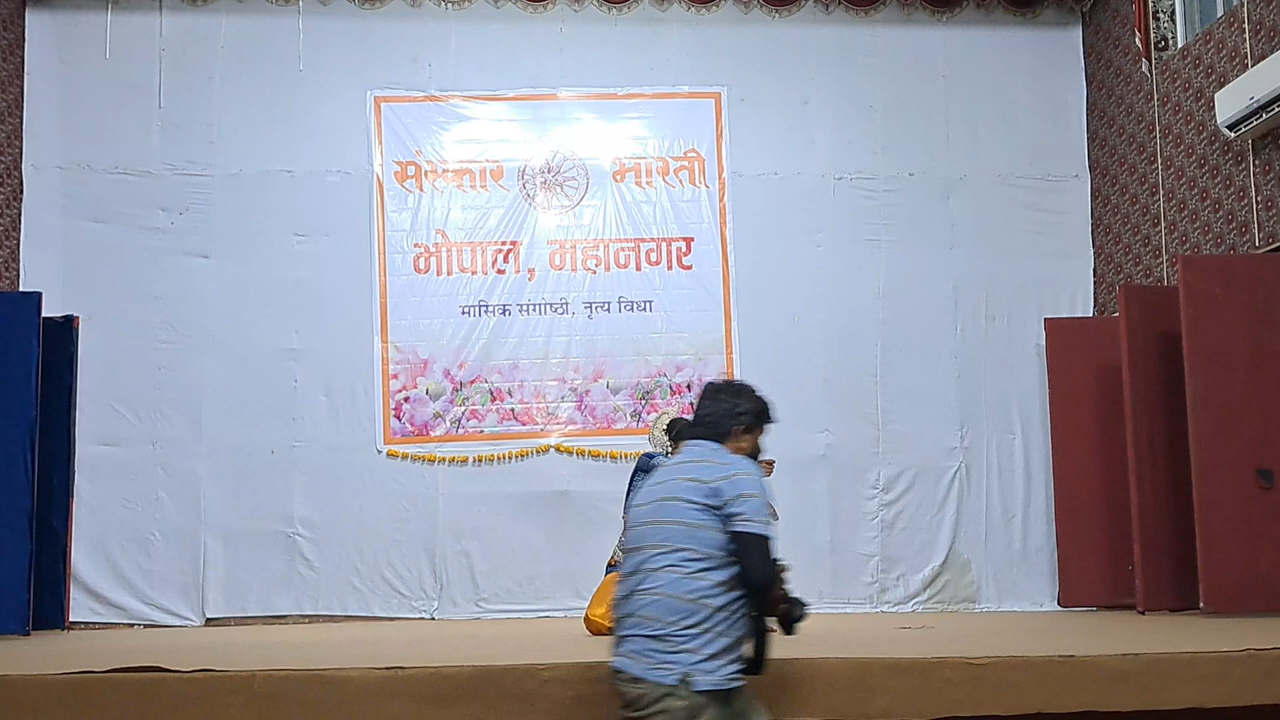 संस्कार भारती
भोपाल, महानगर
मासिक संगोष्ठी, नृत्य विधा